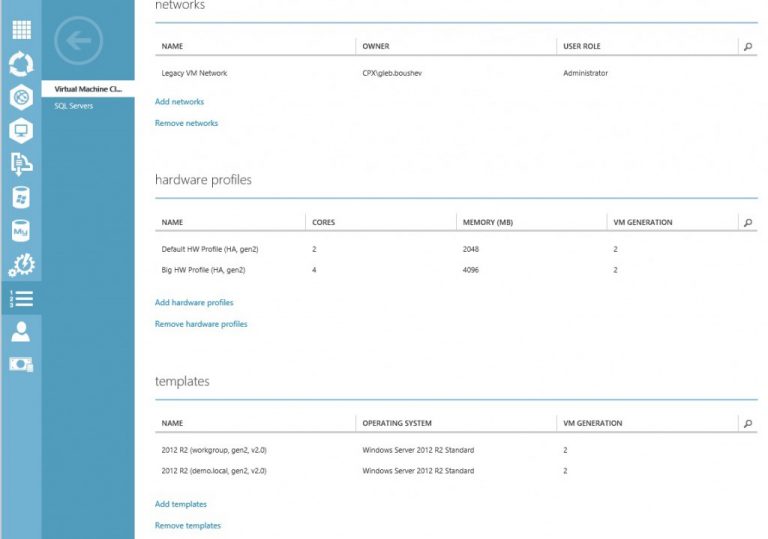 networks
NAME OWNER USER ROLE
Legacy VM Network CPX\gleb.boushev Administrator
Add networks
Remove networks
Virtual Machine Cl...
SQL Servers
hardware profiles
NAME CORES MEMORY (MB) VM GENERATION
Default HW Profile (HA, gen2) 2 2048 2
Big HW Profile (HA, gen2) 4 4096 2
Add hardware profiles
Remove hardware profiles
templates
NAME OPERATING SYSTEM VM GENERATION
2012 R2 (workgroup, gen2, v2.0) Windows Server 2012 R2 Standard 2
2012 R2 (demo.local, gen2, v2.0) Windows Server 2012 R2 Standard 2
Add templates
Remove templates
My
1
2
3